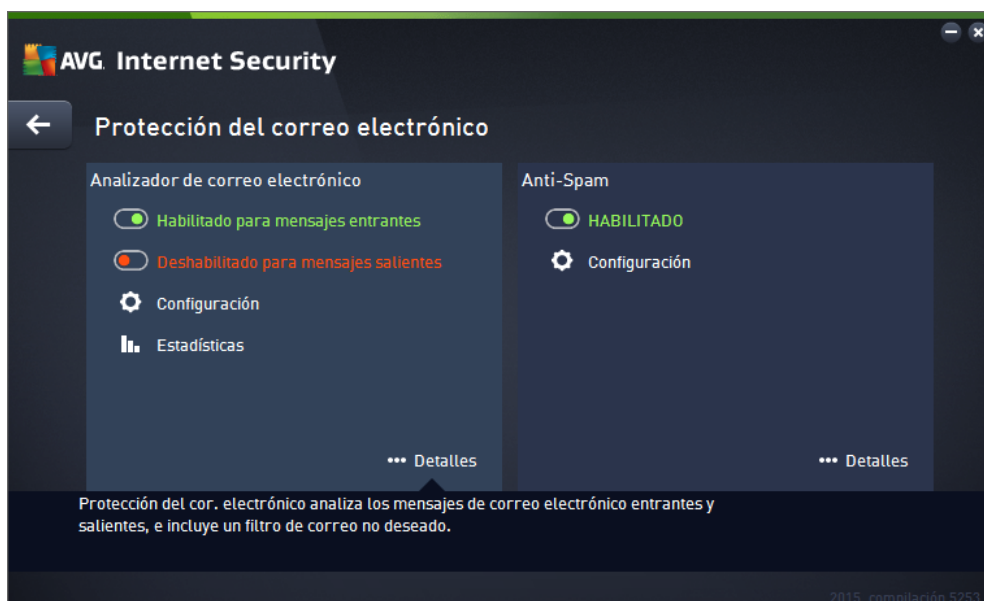 AVG. Internet Security
Protección del correo electrónico
Analizador de correo electrónico
Habilitado para mensajes entrantes
Deshabilitado para mensajes salientes
Configuración
Estadísticas
••• Detalles
Anti-Spam
HABILITADO
Configuración
••• Detalles
Protección del cor. electrónico analiza los mensajes de correo electrónico entrantes y
salientes, e incluye un filtro de correo no deseado.
2015, compilación 5253